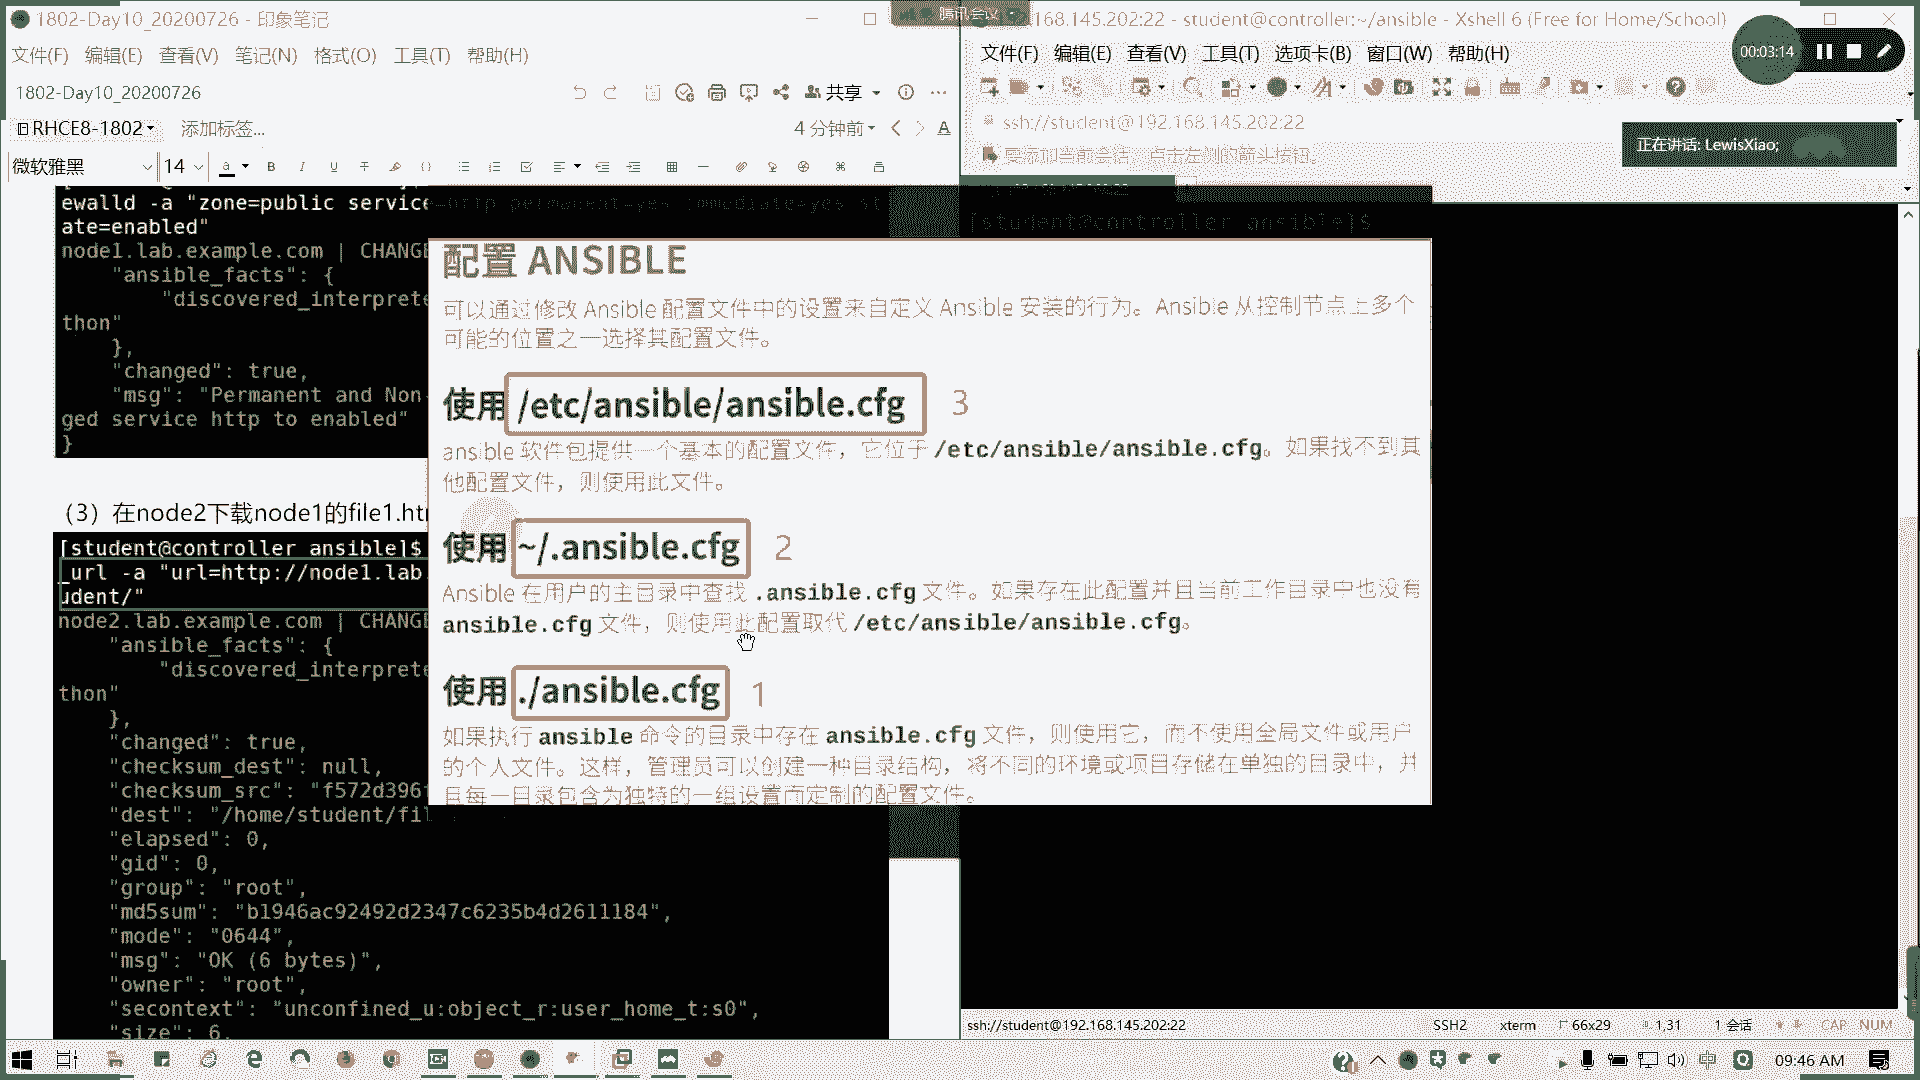 1802-Day10_20200726 - 印象笔记
文件(F) 编辑(E) 查看(V) 笔记(N) 格式(O) 工具(T) 帮助(H)
1802-Day10_20200726
共享
RHCE8-1802
添加标签...
4 分钟前
微软雅黑
14
ewalld -a "zone=public service=http permanent=yes immediate=yes st
ate=enabled"
node1.lab.example.com | CHANG
"ansible_facts": {
"discovered_interprete
thon"
},
"changed": true,
"msg": "Permanent and Non-
ged service http to enabled"
}
（3）在node2下载node1的file1.htm
[student@controller ansible]$
_url -a "url=http://node1.lab.
udent/"
node2.lab.example.com | CHANG
"ansible_facts": {
"discovered_interprete
thon"
},
"changed": true,
"checksum_dest": null,
"checksum_src": "f572d3961
"dest": "/home/student/fil
"elapsed": 0,
"gid": 0,
"group": "root",
"md5sum": "b1946ac92492d2347c6235b4d2611184",
"mode": "0644",
"msg": "OK (6 bytes)",
"owner": "root",
"secontext": "unconfined_u:object_r:user_home_t:s0",
"size": 6,
配置 ANSIBLE
可以通过修改 Ansible 配置文件中的设置来自定义 Ansible 安装的行为。Ansible 从控制节点上多个
可能的位置之一选择其配置文件。
使用 /etc/ansible/ansible.cfg 3
ansible 软件包提供一个基本的配置文件，它位于 /etc/ansible/ansible.cfg。如果找不到其
他配置文件，则使用此文件。
使用 ~/.ansible.cfg 2
Ansible 在用户的主目录中查找 .ansible.cfg 文件。如果存在此配置并且当前工作目录中也没有
ansible.cfg 文件，则使用此配置取代 /etc/ansible/ansible.cfg。
使用 ./ansible.cfg 1
如果执行 ansible 命令的目录中存在 ansible.cfg 文件，则使用它，而不使用全局文件或用户
的个人文件。这样，管理员可以创建一种目录结构，将不同的环境或项目存储在单独的目录中，并
且每一目录包含为独特的一组设置而定制的配置文件。
腾讯会议
168.145.202:22 - student@controller:~/ansible - Xshell 6 (Free for Home/School)
文件(F) 编辑(E) 查看(V) 工具(T) 选项卡(B) 窗口(W) 帮助(H)
00:03:14
ssh://student@192.168.145.202:22
要添加当前会话，点击左侧的箭头按钮。
正在讲话: LewisXiao;
[student@controller ansible]$
ssh://student@192.168.145.202:22
SSH2 xterm 66x29 1,31 1 会话 CAP NUM
中
09:46 AM